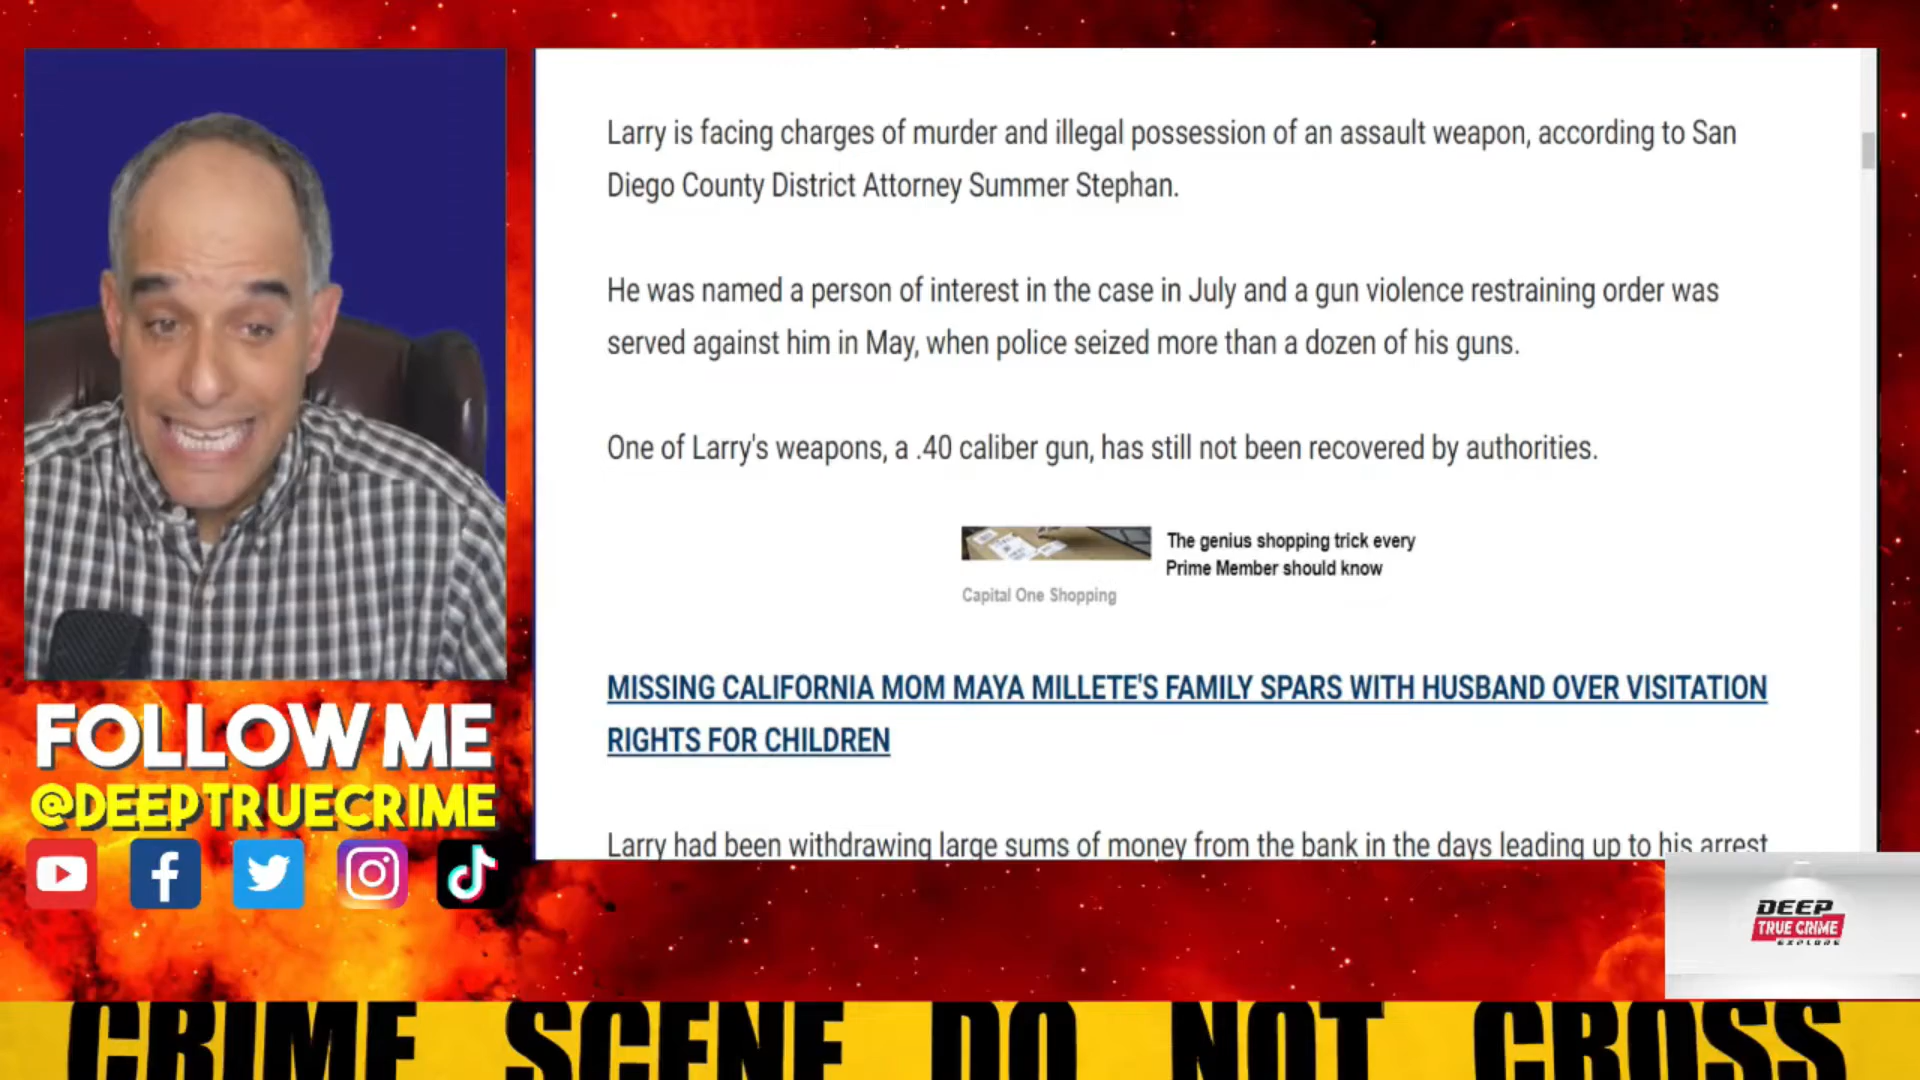 Larry is facing charges of murder and illegal possession of an assault weapon, according to San
Diego County District Attorney Summer Stephan.
He was named a person of interest in the case in July and a gun violence restraining order was
served against him in May, when police seized more than a dozen of his guns.
One of Larry's weapons, a .40 caliber gun, has still not been recovered by authorities.
The genius shopping trick every
Prime Member should know
Capital One Shopping
MISSING CALIFORNIA MOM MAYA MILLETE'S FAMILY SPARS WITH HUSBAND OVER VISITATION
RIGHTS FOR CHILDREN
Larry had been withdrawing large sums of money from the bank in the days leading up to his arrest
FOLLOW ME
@DEEPTRUECRIME
DEEP
TRUE CRIME
EXPLORE
CRIME SCENE DO NOT CROSS